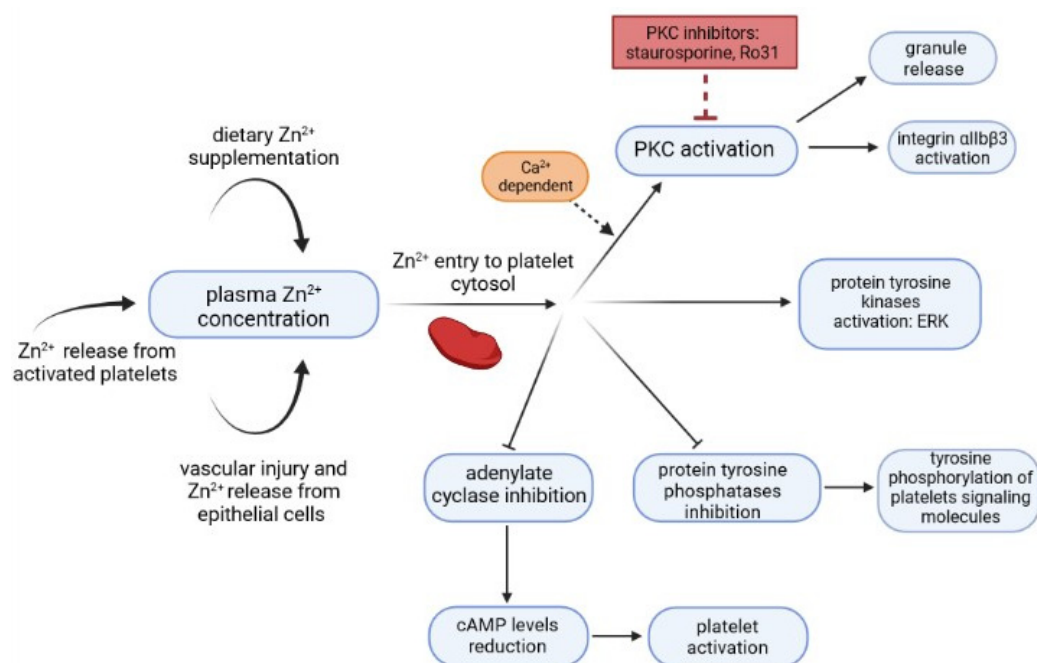 PKC inhibitors:
staurosporine, Ro31
granule
release
dietary Zn²⁺
supplementation
PKC activation
integrin αIIbβ3
activation
Ca²⁺
dependent
Zn²⁺ entry to platelet
cytosol
plasma Zn²⁺
concentration
protein tyrosine
kinases
activation: ERK
Zn²⁺ release from
activated platelets
vascular injury and
Zn²⁺ release from
epithelial cells
adenylate
cyclase inhibition
protein tyrosine
phosphatases
inhibition
tyrosine
phosphorylation of
platelets signaling
molecules
cAMP levels
reduction
platelet
activation